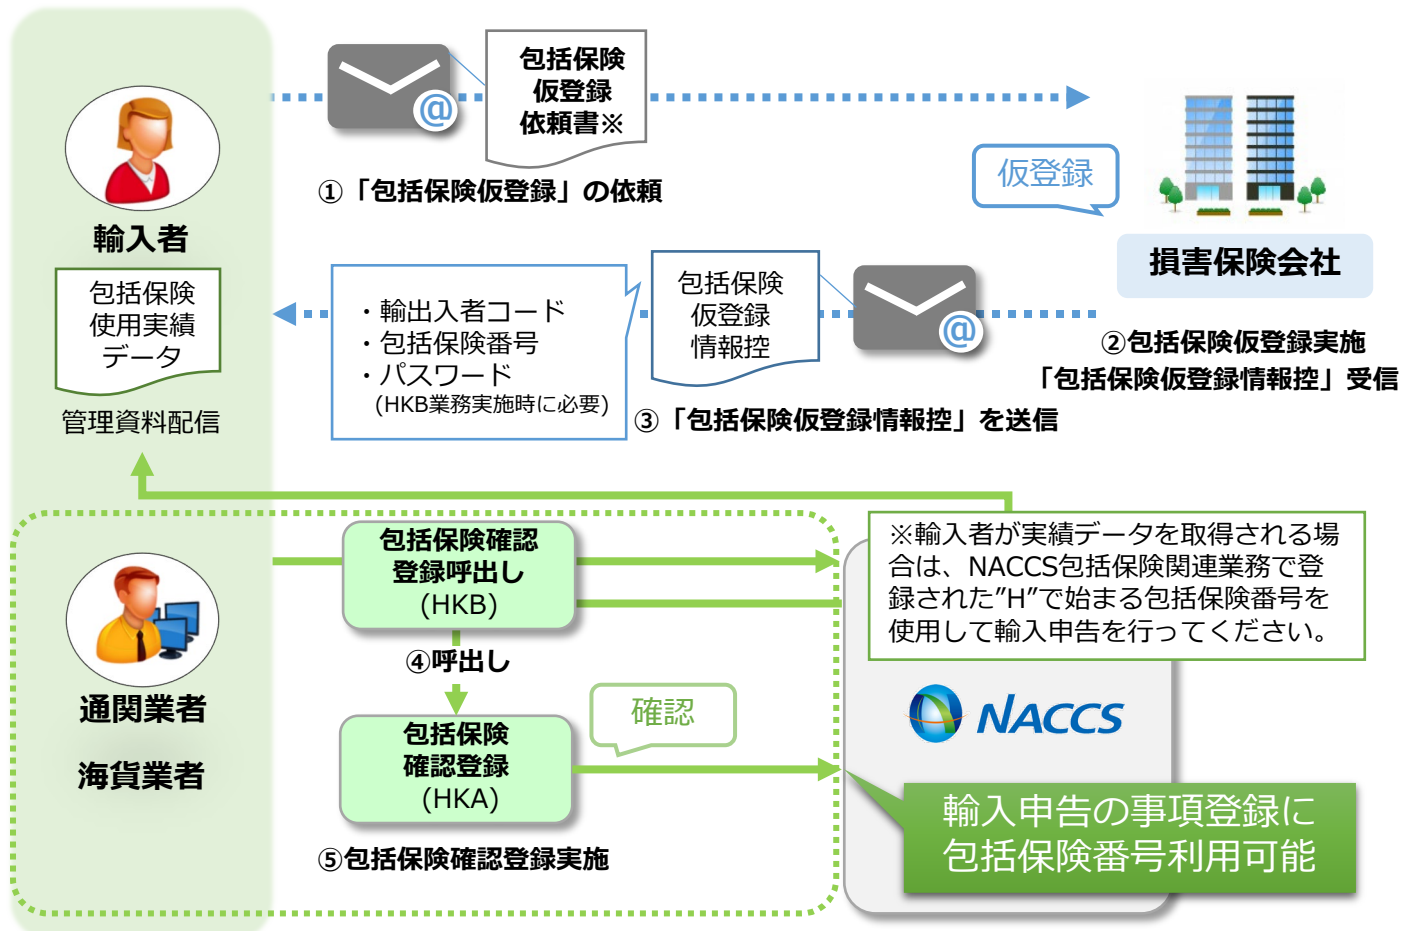 包括保険
仮登録
依頼書※
@
①「包括保険仮登録」の依頼
仮登録
輸入者
損害保険会社
包括保険
使用実績
データ
管理資料配信
・輸出入者コード
・包括保険番号
・パスワード
(HKB業務実施時に必要)
包括保険
仮登録
情報控
@
②包括保険仮登録実施
「包括保険仮登録情報控」受信
③「包括保険仮登録情報控」を送信
包括保険確認
登録呼出し
(HKB)
※輸入者が実績データを取得される場
合は、NACCS包括保険関連業務で登
録された”H”で始まる包括保険番号を
使用して輸入申告を行ってください。
④呼出し
通関業者
海貨業者
確認
NACCS
包括保険
確認登録
(HKA)
輸入申告の事項登録に
包括保険番号利用可能
⑤包括保険確認登録実施